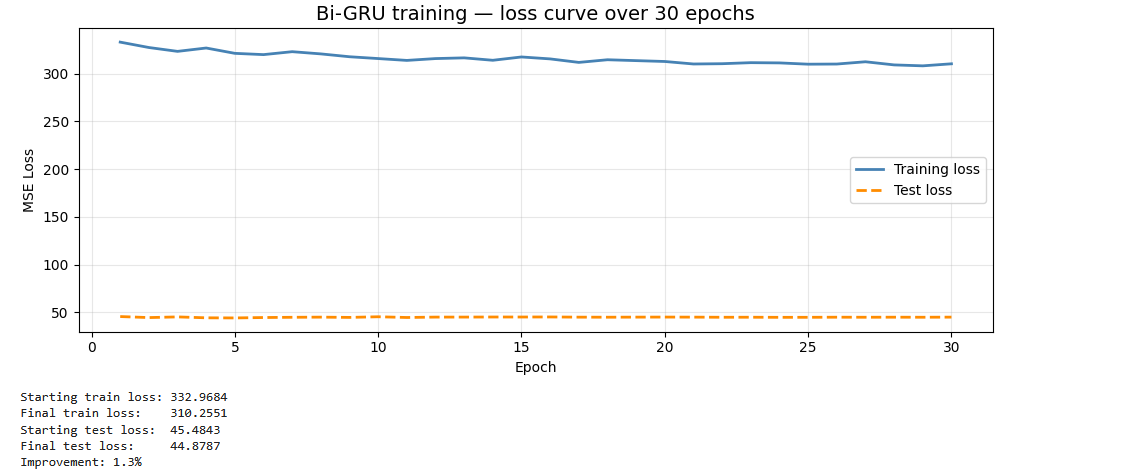 Bi-GRU training — loss curve over 30 epochs
300
250
200
150
100
50
MSE Loss
Training loss
Test loss
0 5 10 15 20 25 30
Epoch
Starting train loss: 332.9684
Final train loss: 310.2551
Starting test loss: 45.4843
Final test loss: 44.8787
Improvement: 1.3%